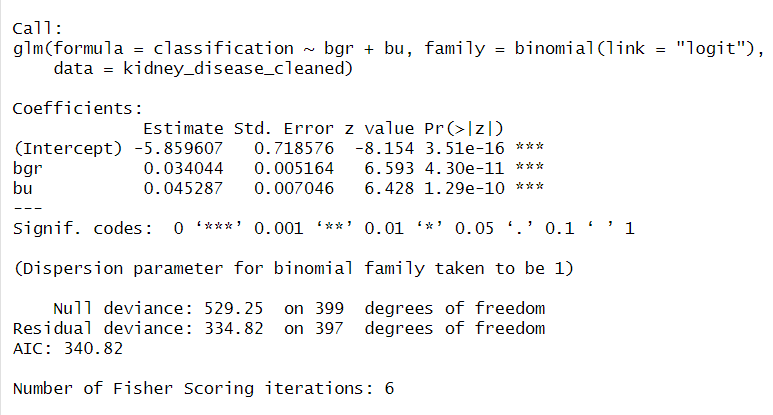 Call:
glm(formula = classification ~ bgr + bu, family = binomial(link = "logit"),
    data = kidney_disease_cleaned)
Coefficients:
             Estimate Std. Error z value Pr(>|z|)
(Intercept) -5.859607   0.718576  -8.154 3.51e-16 ***
bgr          0.034044   0.005164   6.593 4.30e-11 ***
bu           0.045287   0.007046   6.428 1.29e-10 ***
---
Signif. codes:  0 ‘***’ 0.001 ‘**’ 0.01 ‘*’ 0.05 ‘.’ 0.1 ‘ ’ 1
(Dispersion parameter for binomial family taken to be 1)
    Null deviance: 529.25  on 399  degrees of freedom
Residual deviance: 334.82  on 397  degrees of freedom
AIC: 340.82
Number of Fisher Scoring iterations: 6